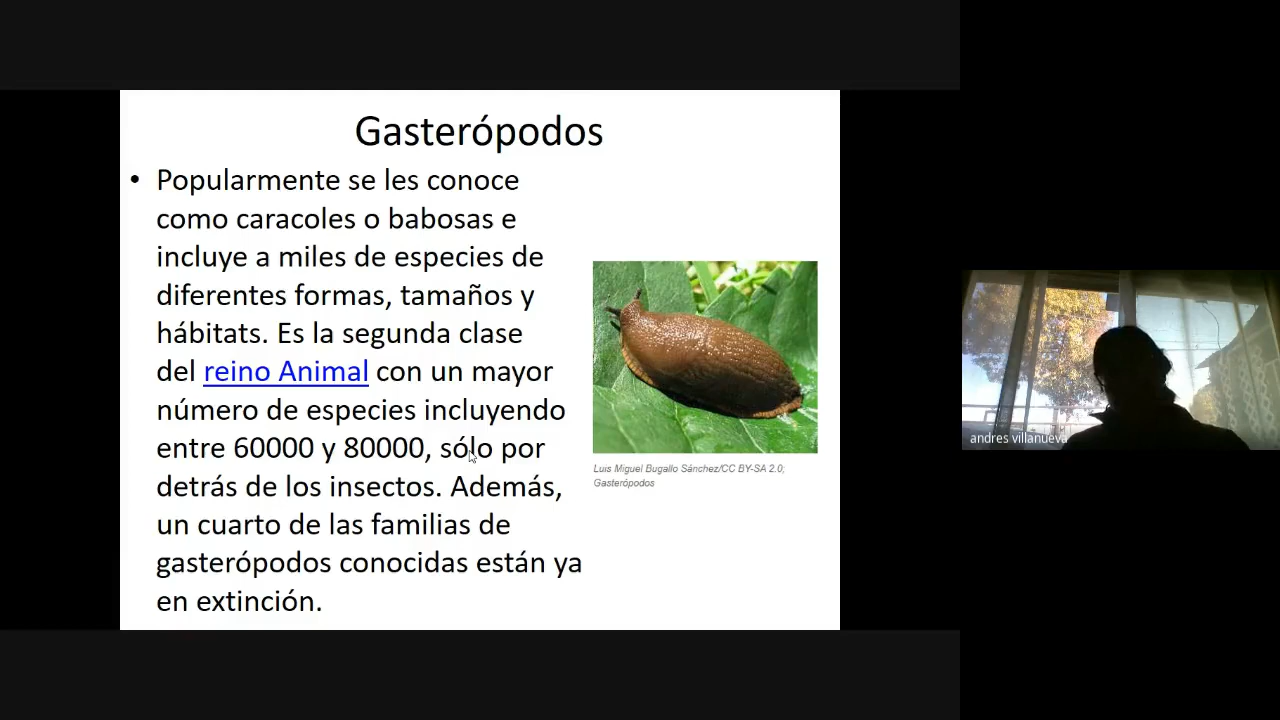 Gasterópodos
• Popularmente se les conoce
como caracoles o babosas e
incluye a miles de especies de
diferentes formas, tamaños y
hábitats. Es la segunda clase
del reino Animal con un mayor
número de especies incluyendo
entre 60000 y 80000, sólo por
detrás de los insectos. Además,
un cuarto de las familias de
gasterópodos conocidas están ya
en extinción.
Luis Miguel Bugallo Sánchez/CC BY-SA 2.0;
Gasterópodos
andres villanueva